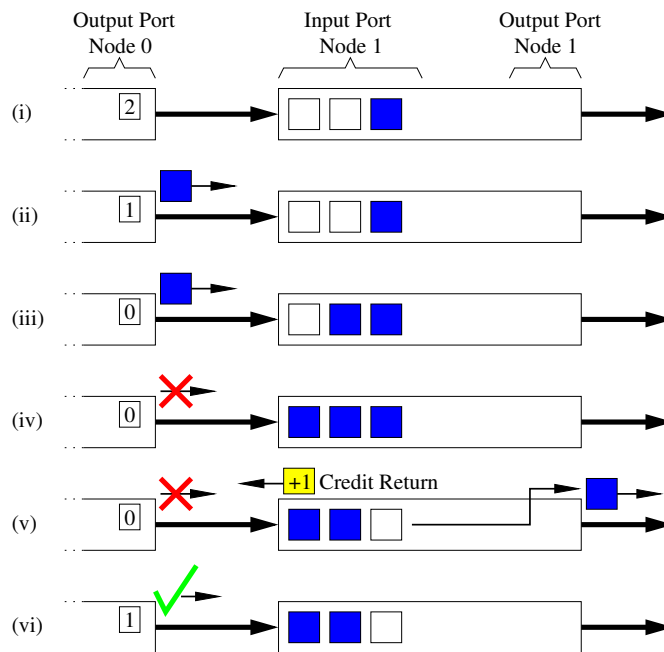 Output Port
Node 0
Input Port
Node 1
Output Port
Node 1
(i)
2
(ii)
1
(iii)
0
(iv)
0
+1 Credit Return
(v)
0
(vi)
1